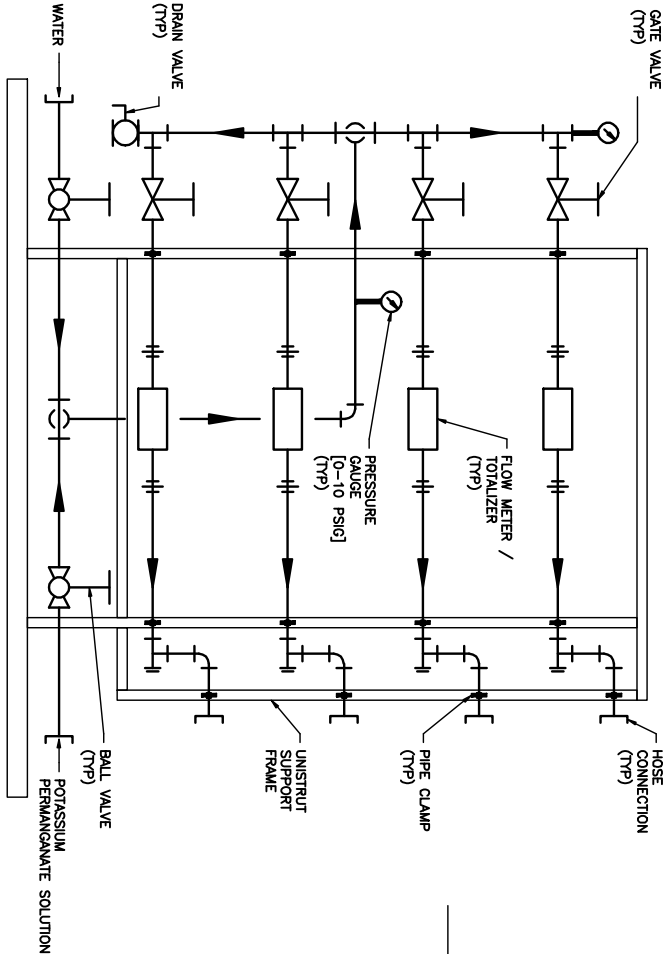 GATE VALVE
(TYP)
DRAIN VALVE
(TYP)
WATER
FLOW METER /
TOTALIZER
(TYP)
PRESSURE
GAUGE
[0-10 PSIG]
(TYP)
HOSE
CONNECTION
(TYP)
PIPE CLAMP
(TYP)
UNISTRUT
SUPPORT
FRAME
BALL VALVE
(TYP)
POTASSIUM
PERMANGANATE SOLUTION